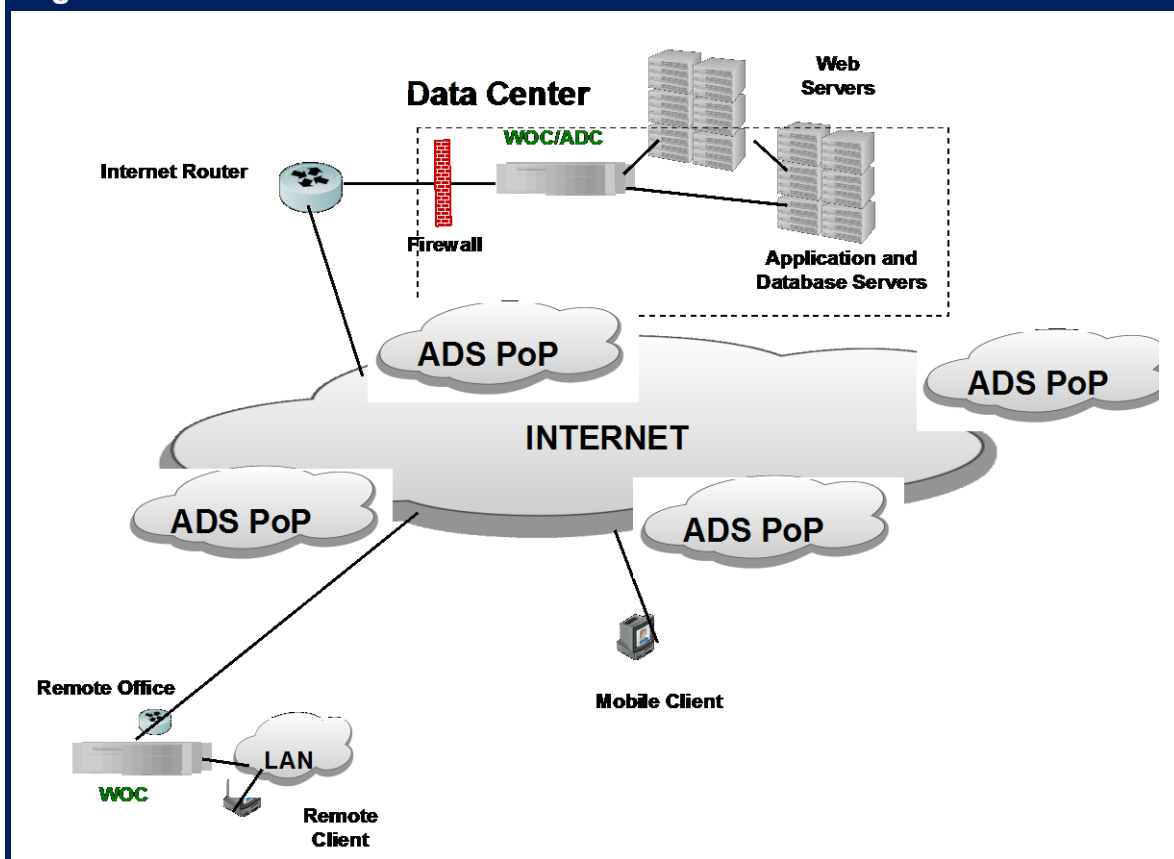 Web
Servers
Data Center
WOC/ADC
Internet Router
Firewall
Application and
Database Servers
ADS PoP
ADS PoP
INTERNET
ADS PoP
ADS PoP
Remote Office
Mobile Client
LAN
WOC
Remote
Client